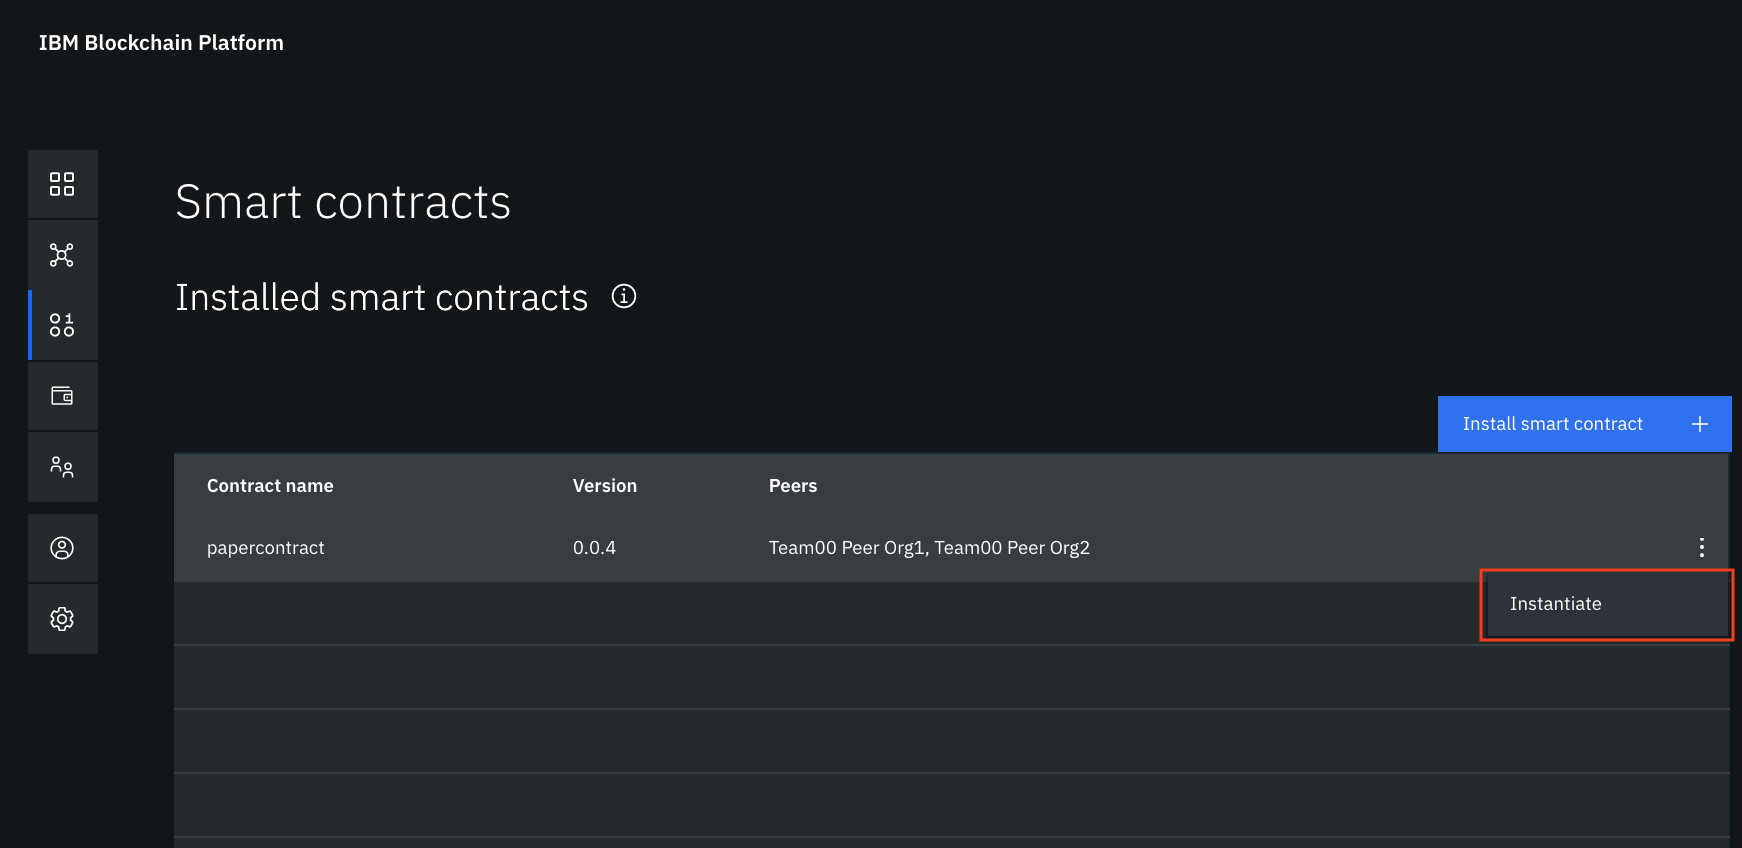 IBM Blockchain Platform
Smart contracts
Installed smart contracts
Install smart contract
Contract name Version Peers
papercontract 0.0.4 Team00 Peer Org1, Team00 Peer Org2
Instantiate